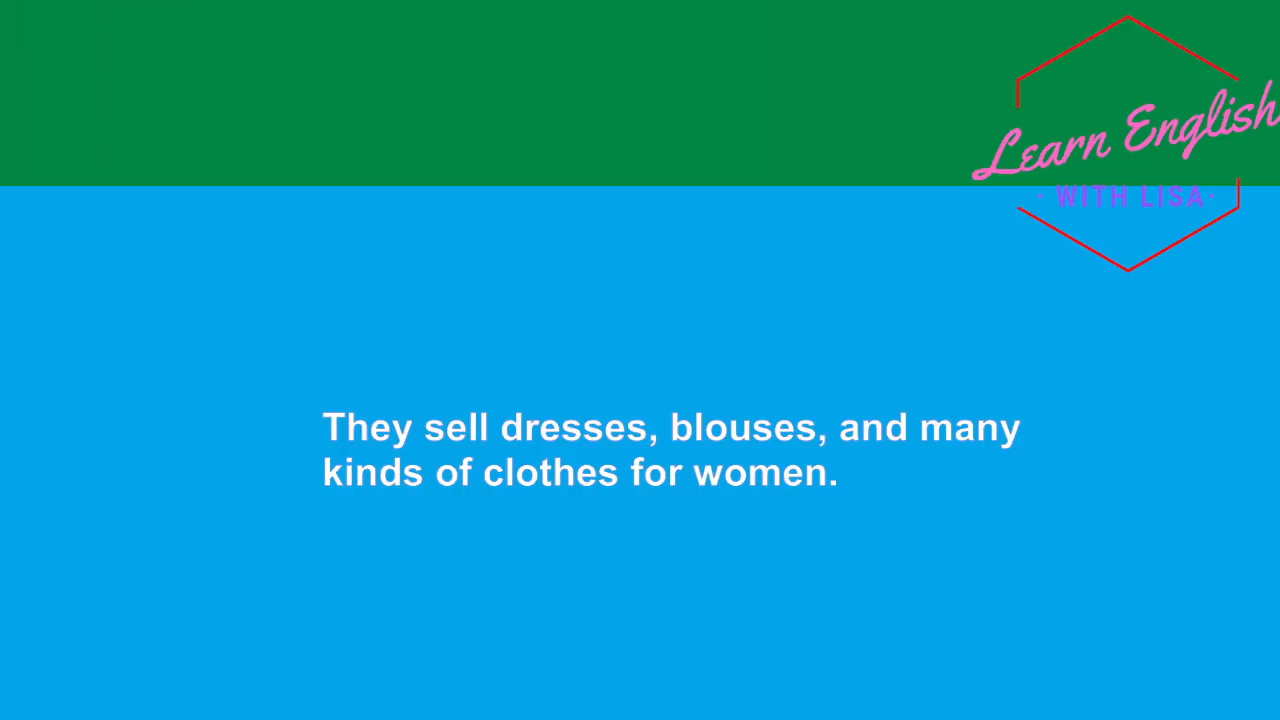 Learn English
· WITH LISA ·
They sell dresses, blouses, and many
kinds of clothes for women.